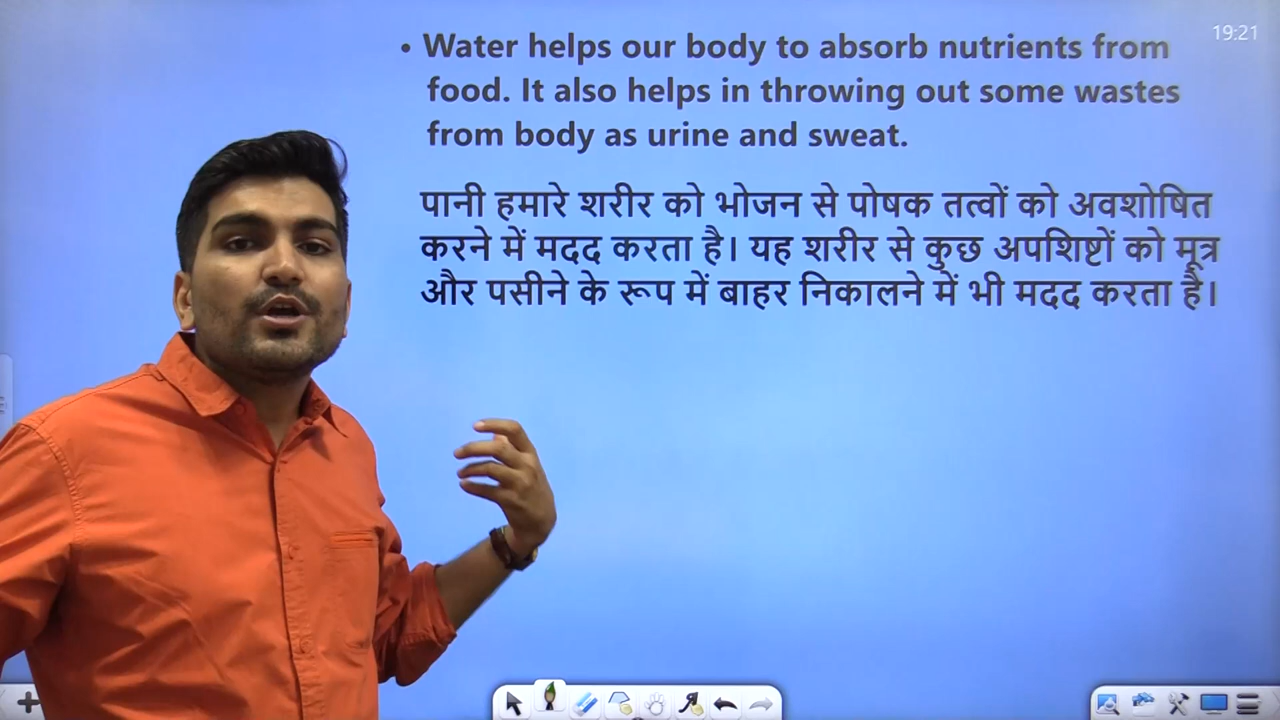 19:21
• Water helps our body to absorb nutrients from
food. It also helps in throwing out some wastes
from body as urine and sweat.
पानी हमारे शरीर को भोजन से पोषक तत्वों को अवशोषित
करने में मदद करता है। यह शरीर से कुछ अपशिष्टों को मूत्र
और पसीने के रूप में बाहर निकालने में भी मदद करता है।